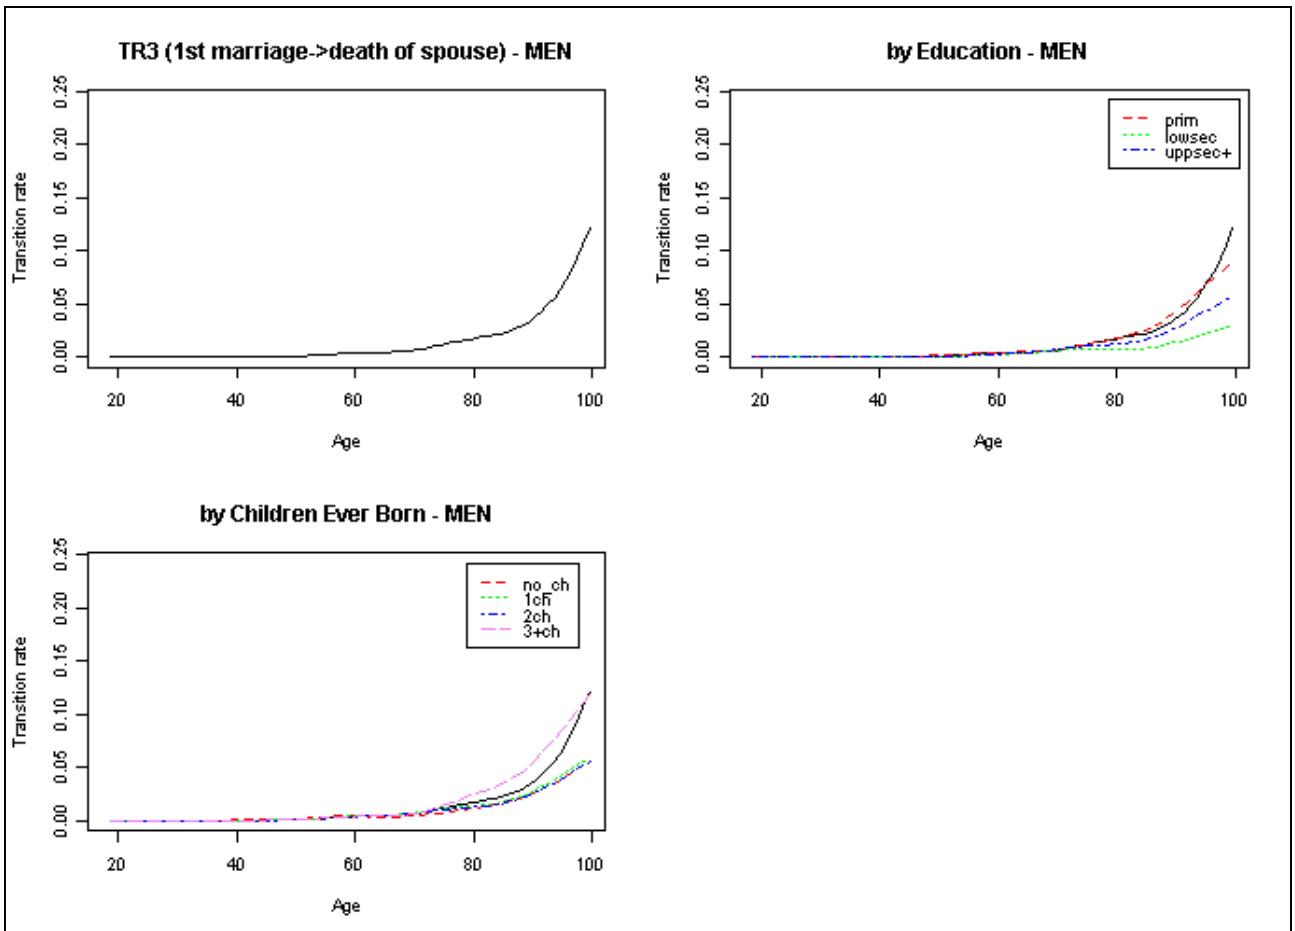 TR3 (1st marriage->death of spouse) - MEN
Transition rate
0.00 0.05 0.10 0.15 0.20 0.25
20 40 60 80 100
Age
by Education - MEN
prim
lowsec
uppsec+
Transition rate
0.00 0.05 0.10 0.15 0.20 0.25
20 40 60 80 100
Age
by Children Ever Born - MEN
no_ch
1ch
2ch
3+ch
Transition rate
0.00 0.05 0.10 0.15 0.20 0.25
20 40 60 80 100
Age